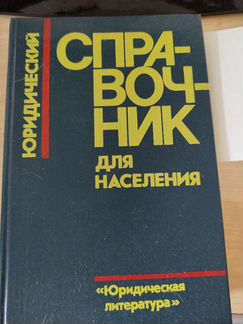 ЮРИДИЧЕСКИЙ
СПРА-
ВОЧ-
НИК
ДЛЯ
НАСЕЛЕНИЯ
«Юридическая
литература»